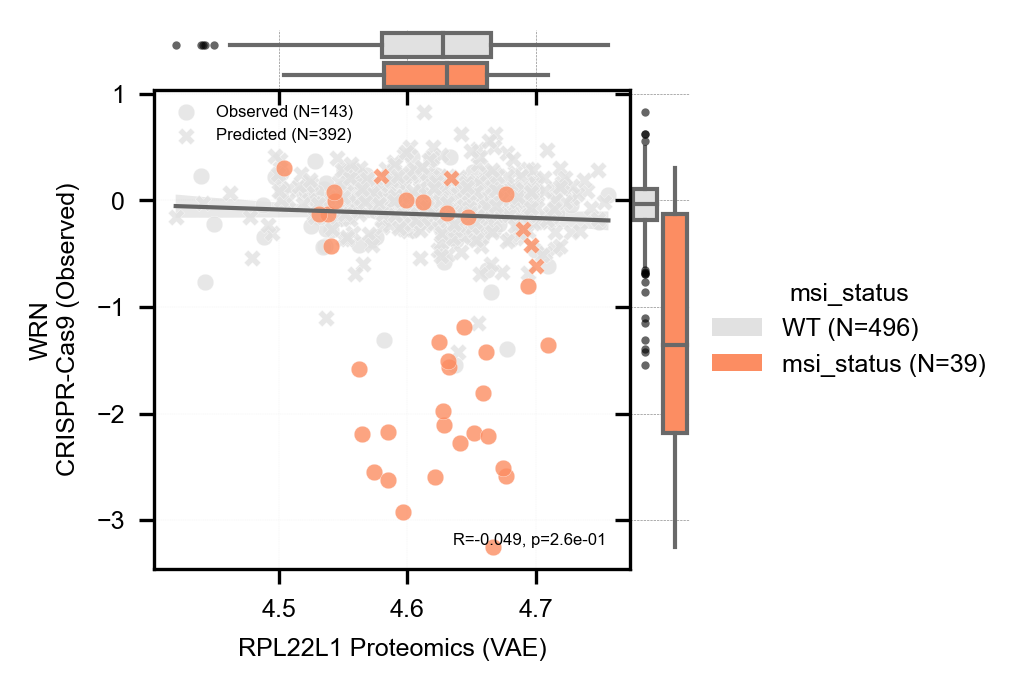 Observed (N=143)
Predicted (N=392)
1
0
−1
−2
−3
WRN
CRISPR-Cas9 (Observed)
R=-0.049, p=2.6e-01
4.5
4.6
4.7
RPL22L1 Proteomics (VAE)
msi_status
WT (N=496)
msi_status (N=39)